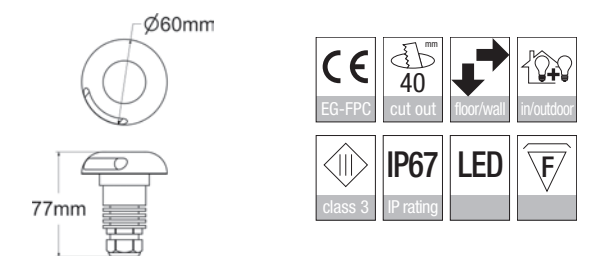 Ø60mm
77mm
CE
EG-FPC
mm
40
cut out
floor/wall
in/outdoor
III
class 3
IP67
IP rating
LED
F